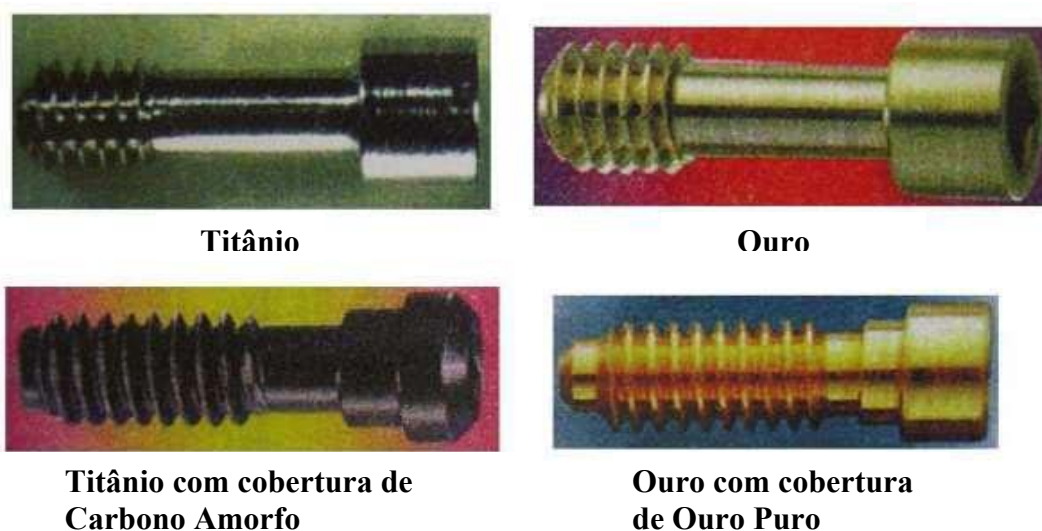 Titânio
Ouro
Titânio com cobertura de
Carbono Amorfo
Ouro com cobertura
de Ouro Puro